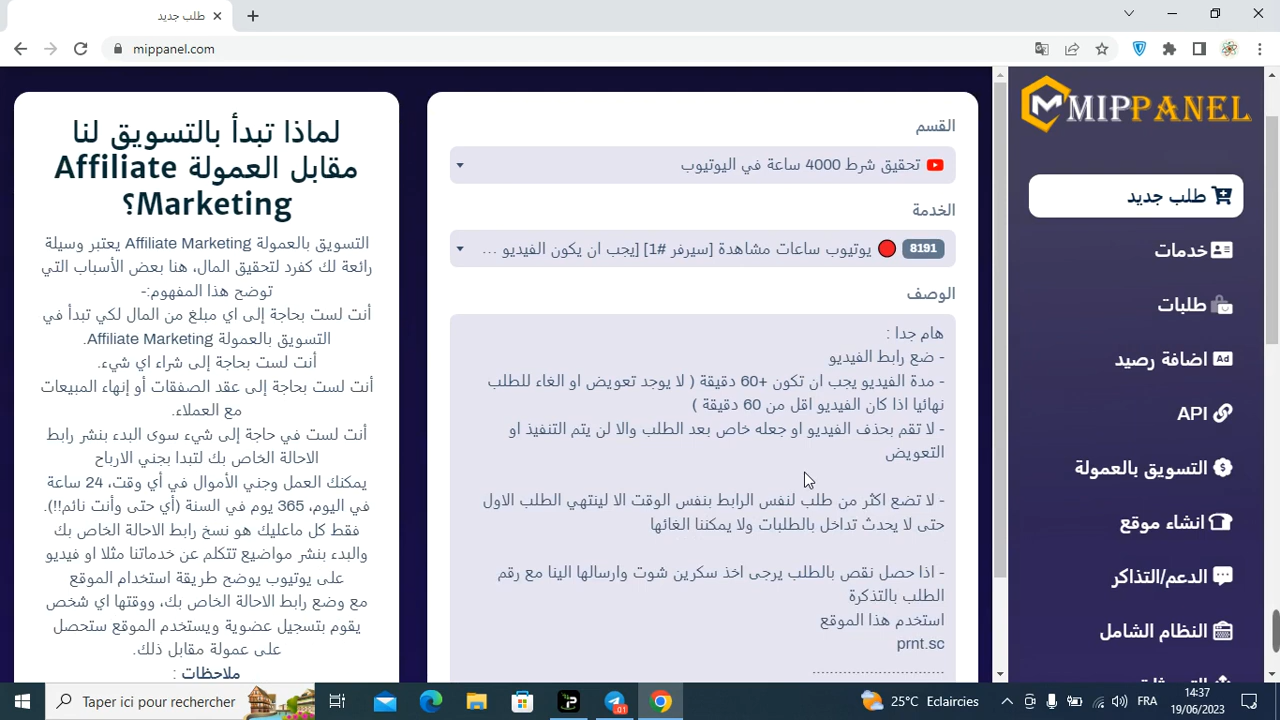 طلب جديد
mippanel.com
MIPPANEL
طلب جديد
خدمات
طلبات
اضافة رصيد
Ad
API
التسويق بالعمولة
انشاء موقع
الدعم/التذاكر
النظام الشامل
القسم
تحقيق شرط 4000 ساعة في اليوتيوب
الخدمة
8191 يوتيوب ساعات مشاهدة [سيرفر #1] [يجب ان يكون الفيديو ...
الوصف
هام جدا :
- ضع رابط الفيديو
- مدة الفيديو يجب ان تكون +60 دقيقة ( لا يوجد تعويض او الغاء للطلب
نهائيا اذا كان الفيديو اقل من 60 دقيقة )
- لا تقم بحذف الفيديو او جعله خاص بعد الطلب والا لن يتم التنفيذ او
التعويض
- لا تضع اكثر من طلب لنفس الرابط بنفس الوقت الا لينتهي الطلب الاول
حتى لا يحدث تداخل بالطلبات ولا يمكننا الغائها
- اذا حصل نقص بالطلب يرجى اخذ سكرين شوت وارسالها الينا مع رقم
الطلب بالتذكرة
استخدم هذا الموقع
prnt.sc
............................
لماذا تبدأ بالتسويق لنا
مقابل العمولة Affiliate
Marketing؟
التسويق بالعمولة Affiliate Marketing يعتبر وسيلة
رائعة لك كفرد لتحقيق المال، هنا بعض الأسباب التي
توضح هذا المفهوم:-
أنت لست بحاجة إلى اي مبلغ من المال لكي تبدأ في
التسويق بالعمولة Affiliate Marketing.
أنت لست بحاجة إلى شراء اي شيء.
أنت لست بحاجة إلى عقد الصفقات أو إنهاء المبيعات
مع العملاء.
أنت لست في حاجة إلى شيء سوى البدء بنشر رابط
الاحالة الخاص بك لتبدا بجني الارباح
يمكنك العمل وجني الأموال في أي وقت، 24 ساعة
في اليوم، 365 يوم في السنة (أي حتى وأنت نائم!!).
فقط كل ماعليك هو نسخ رابط الاحالة الخاص بك
والبدء بنشر مواضيع تتكلم عن خدماتنا مثلا او فيديو
على يوتيوب يوضح طريقة استخدام الموقع
مع وضع رابط الاحالة الخاص بك، ووقتها اي شخص
يقوم بتسجيل عضوية ويستخدم الموقع ستحصل
على عمولة مقابل ذلك.
ملاحظات :
Taper ici pour rechercher
01
25°C Eclaircies
FRA
14:37
19/06/2023